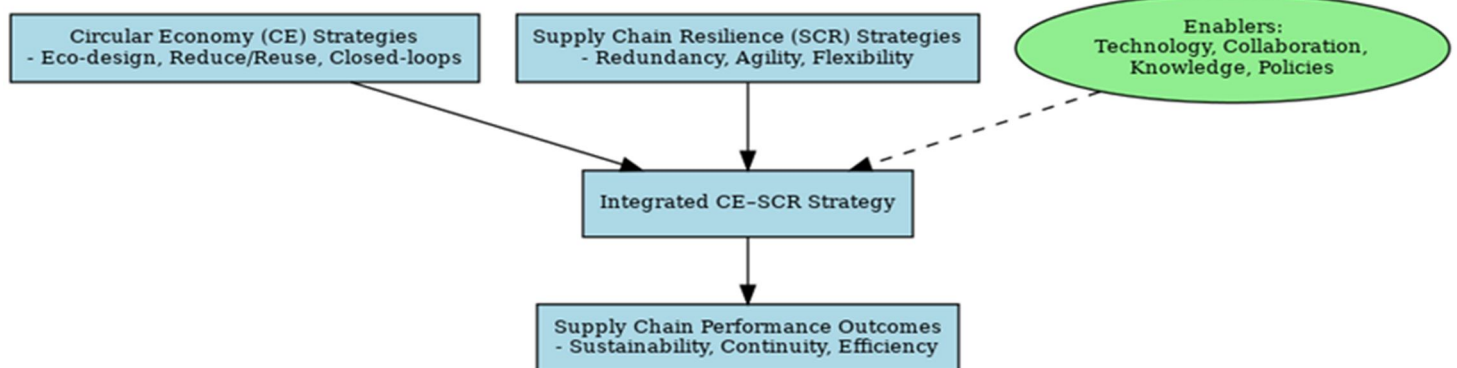 Circular Economy (CE) Strategies
- Eco-design, Reduce/Reuse, Closed-loops
Supply Chain Resilience (SCR) Strategies
- Redundancy, Agility, Flexibility
Enablers:
Technology, Collaboration,
Knowledge, Policies
Integrated CE–SCR Strategy
Supply Chain Performance Outcomes
- Sustainability, Continuity, Efficiency